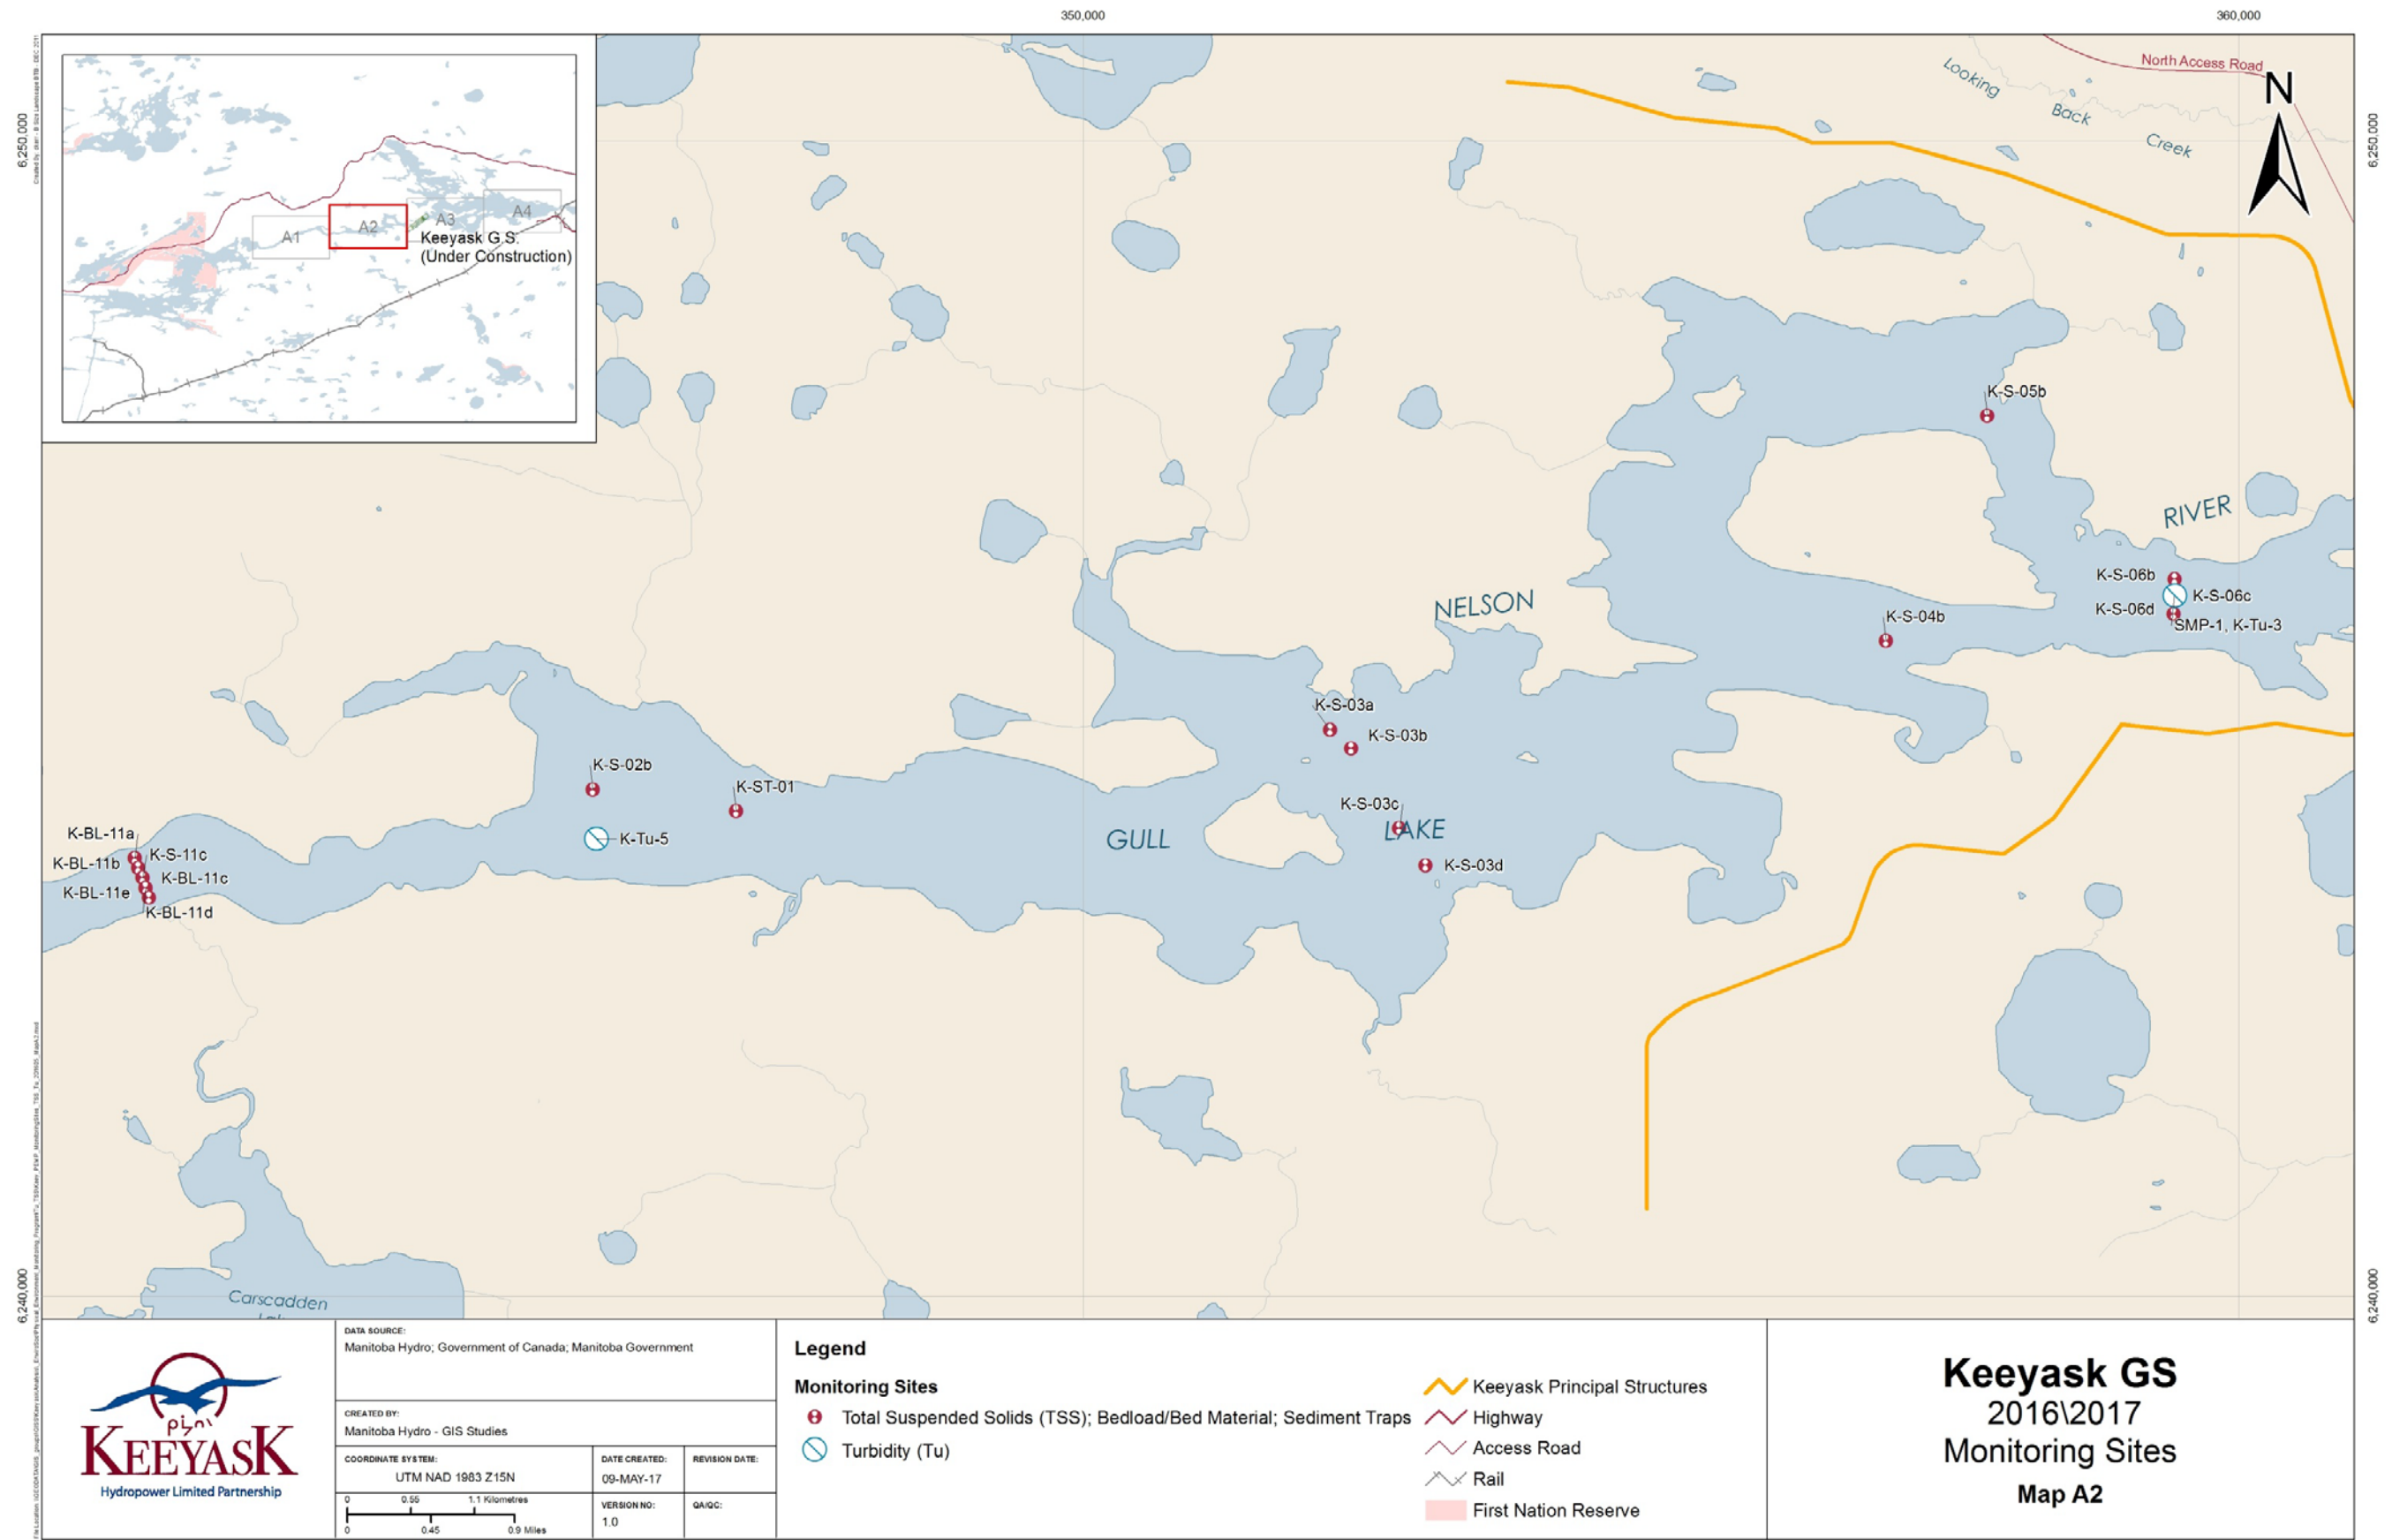 350,000
360,000
6,250,000
6,250,000
North Access Road
N
Looking
Back
Creek
A1
A2
A3
A4
Keeyask G.S.
(Under Construction)
K-S-05b
RIVER
K-S-06b
K-S-06c
K-S-06d
SMP-1, K-Tu-3
NELSON
K-S-04b
K-S-03a
K-S-03b
K-S-02b
K-ST-01
K-S-03c
GULL
LAKE
K-Tu-5
K-S-03d
K-BL-11a
K-S-11c
K-BL-11b
K-BL-11c
K-BL-11e
K-BL-11d
6,240,000
6,240,000
Carscadden
KEEYASK
Hydropower Limited Partnership
DATA SOURCE:
Manitoba Hydro; Government of Canada; Manitoba Government
CREATED BY:
Manitoba Hydro - GIS Studies
COORDINATE SYSTEM:
UTM NAD 1983 Z15N
DATE CREATED:
09-MAY-17
REVISION DATE:
0 0.55 1.1 Kilometres
0 0.45 0.9 Miles
VERSION NO:
1.0
QA/QC:
Legend
Monitoring Sites
Total Suspended Solids (TSS); Bedload/Bed Material; Sediment Traps
Turbidity (Tu)
Keeyask Principal Structures
Highway
Access Road
Rail
First Nation Reserve
Keeyask GS
2016\2017
Monitoring Sites
Map A2